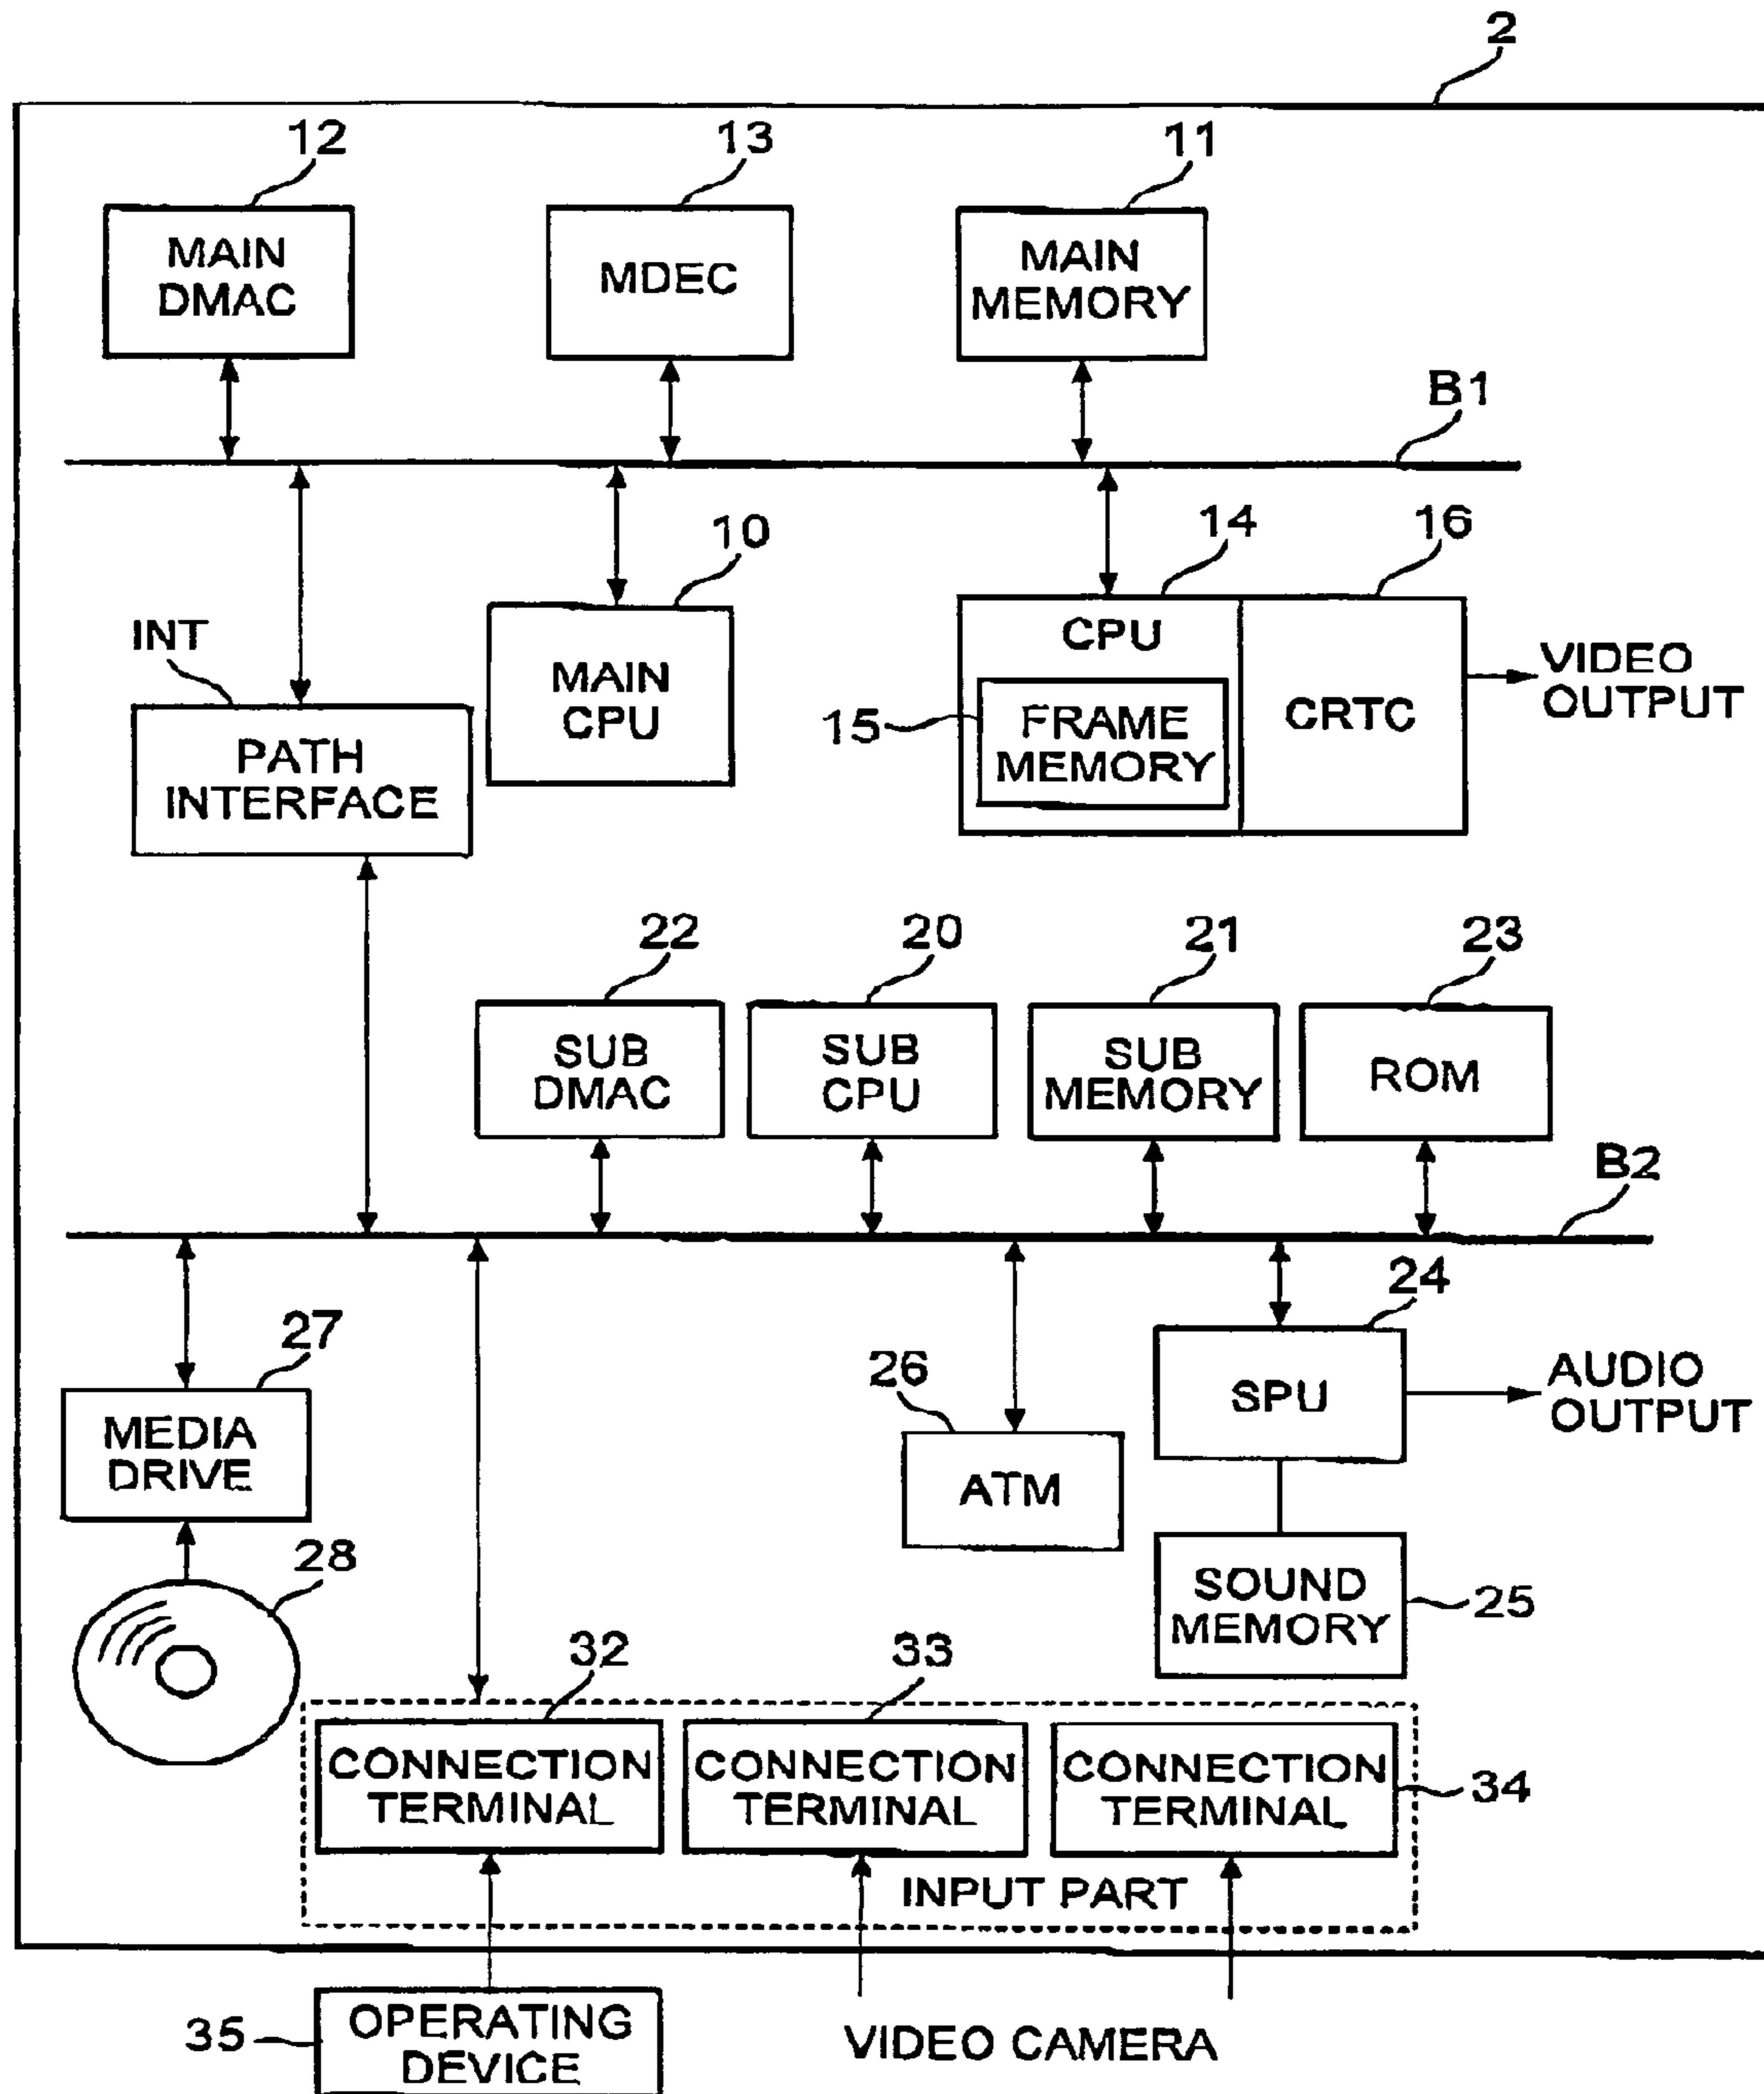 2
12
13
11
MAIN
DMAC
MDEC
MAIN
MEMORY
B1
10
14
16
INT
MAIN
CPU
CPU
15
FRAME
MEMORY
CRTC
VIDEO
OUTPUT
PATH
INTERFACE
22
20
21
23
SUB
DMAC
SUB
CPU
SUB
MEMORY
ROM
B2
27
26
24
MEDIA
DRIVE
ATM
SPU
AUDIO
OUTPUT
28
SOUND
MEMORY
25
32
33
CONNECTION
TERMINAL
CONNECTION
TERMINAL
CONNECTION
TERMINAL
34
INPUT PART
35
OPERATING
DEVICE
VIDEO CAMERA